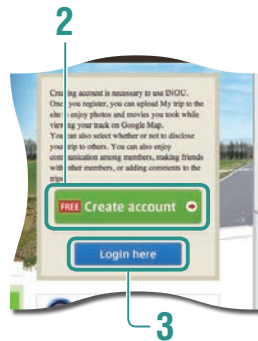 2
Creating account is necessary to use INOU.
Once you register, you can upload My trip to the
site to enjoy photos and movies you took while
viewing your track on Google Map.
You can also select whether or not to disclose
your trip to others. You can also enjoy
communication among members, making friends
with other members, or adding comments to the
trips.
FREE Create account
Login here
3